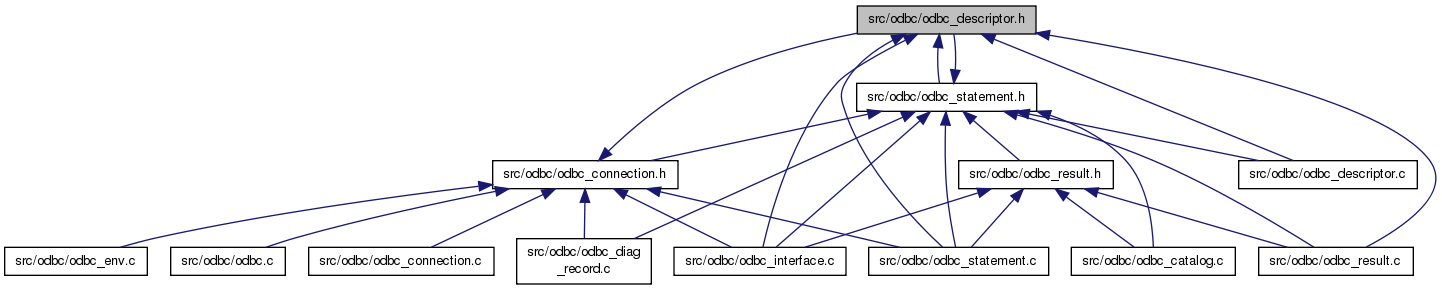 src/odbc/odbc_descriptor.h
src/odbc/odbc_statement.h
src/odbc/odbc_connection.h
src/odbc/odbc_result.h
src/odbc/odbc_descriptor.c
src/odbc/odbc_env.c
src/odbc/odbc.c
src/odbc/odbc_connection.c
src/odbc/odbc_diag
_record.c
src/odbc/odbc_interface.c
src/odbc/odbc_statement.c
src/odbc/odbc_catalog.c
src/odbc/odbc_result.c